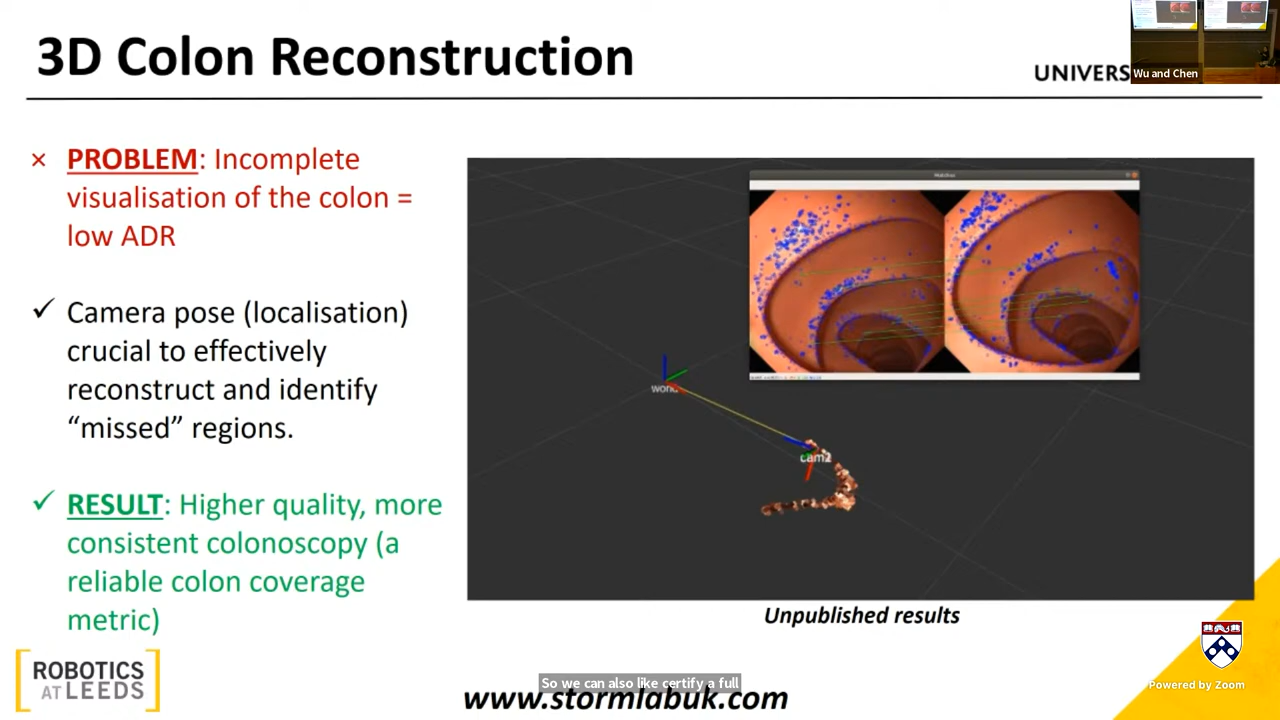 3D Colon Reconstruction
UNIVERS
Wu and Chen
× PROBLEM: Incomplete
visualisation of the colon =
low ADR
✓ Camera pose (localisation)
crucial to effectively
reconstruct and identify
“missed” regions.
✓ RESULT: Higher quality, more
consistent colonoscopy (a
reliable colon coverage
metric)
Matches
world
cam2
Unpublished results
ROBOTICS
AT LEEDS
So we can also like certify a full
www.stormlabuk.com
Powered by Zoom